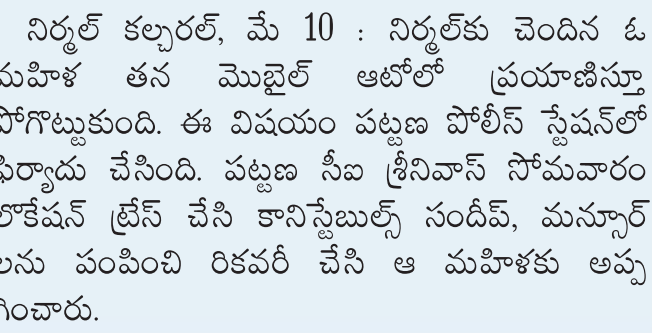 నిర్మల్ కల్చరల్, మే 10 : నిర్మల్‌కు చెందిన ఓ
మహిళ తన మొబైల్ ఆటోలో ప్రయాణిస్తూ
పోగొట్టుకుంది. ఈ విషయం పట్టణ పోలీస్ స్టేషన్‌లో
ఫిర్యాదు చేసింది. పట్టణ సీఐ శ్రీనివాస్ సోమవారం
లొకేషన్ ట్రేస్ చేసి కానిస్టేబుల్స్ సందీప్, మన్సూర్
లను పంపించి రికవరీ చేసి ఆ మహిళకు అప్ప
గించారు.